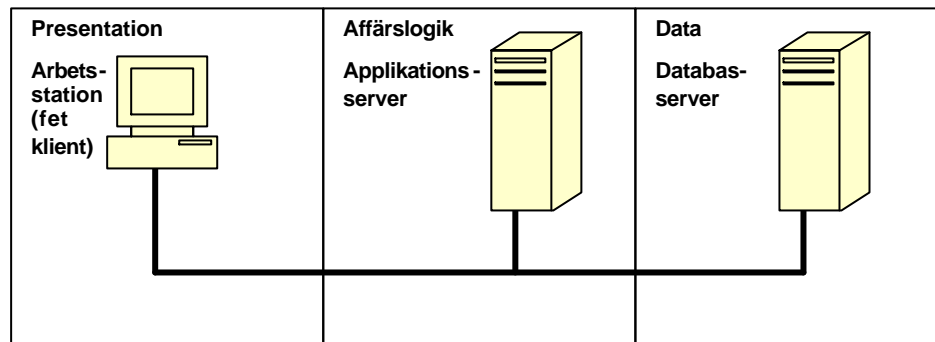 Presentation
Arbets-
station
(fet
klient)
Affärslogik
Applikations-
server
Data
Databas-
server